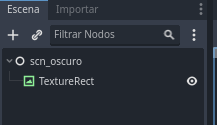 Escena Importar
Filtrar Nodos
scn_oscuro
TextureRect